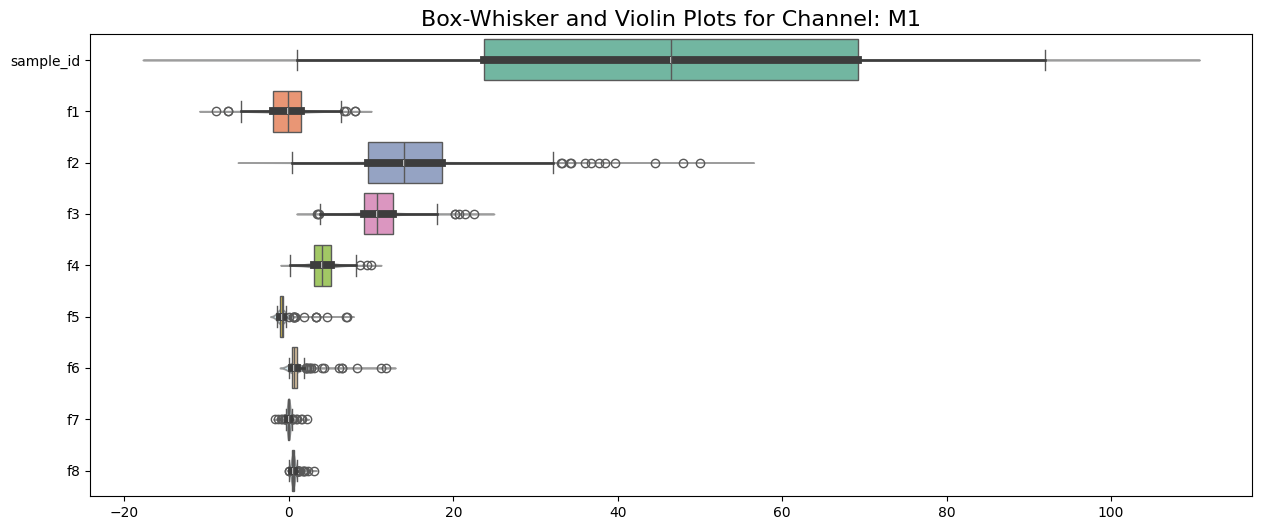 Box-Whisker and Violin Plots for Channel: M1
sample_id
f1
f2
f3
f4
f5
f6
f7
f8
−20 0 20 40 60 80 100